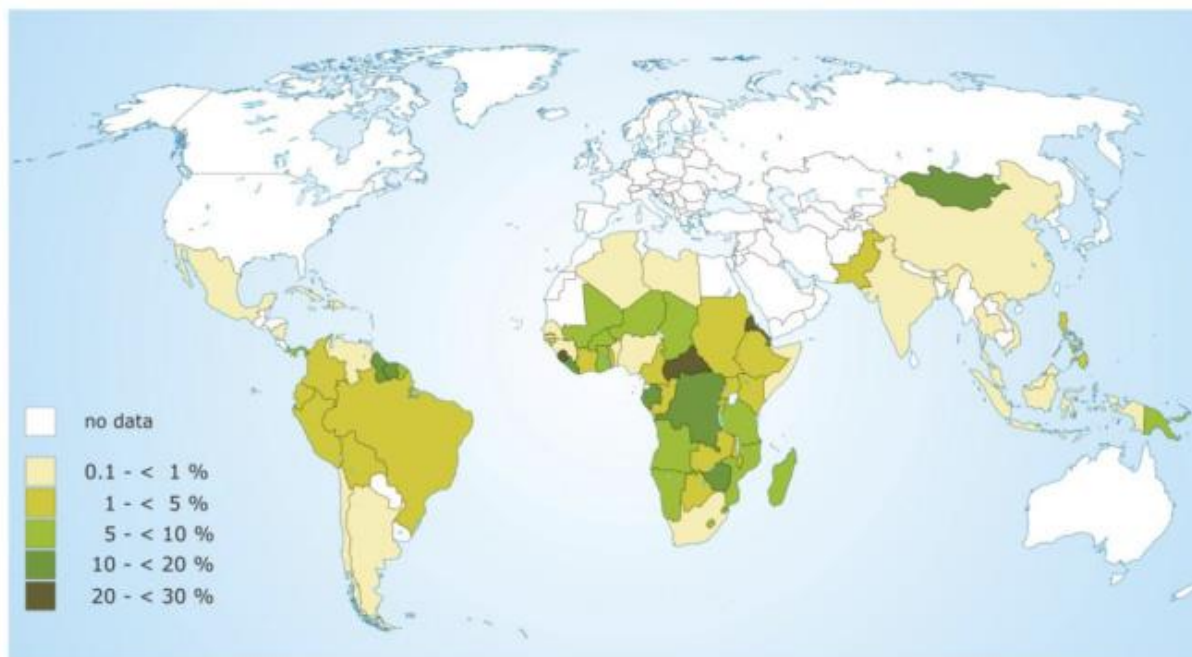 no data
0.1 - < 1 %
1 - < 5 %
5 - < 10 %
10 - < 20 %
20 - < 30 %